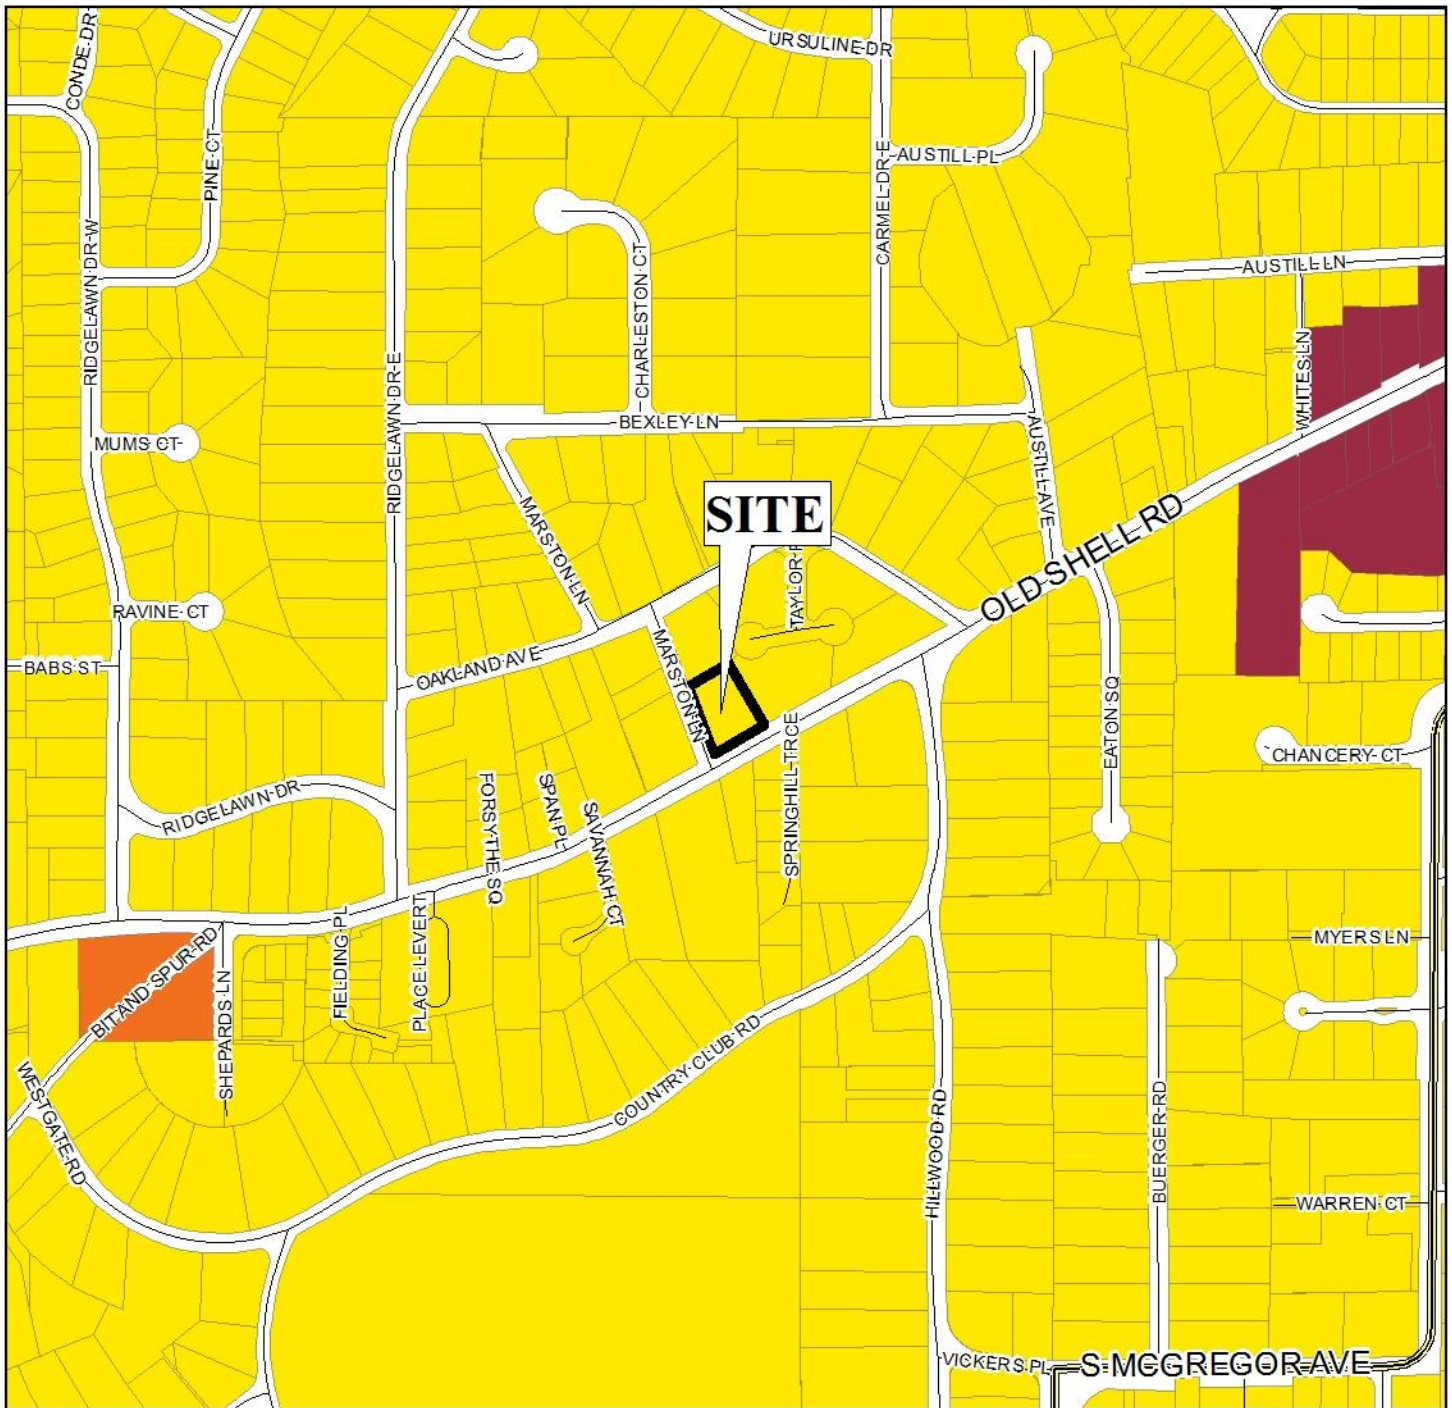 CONDE DR
URSULINE DR
PINE CT
CARMEL DR E
AUSTILL PL
RIDGELAWN DR W
CHARLESTON CT
AUSTILL LN
RIDGELAWN DR E
WHITES LN
BEXLEY LN
MUMS CT
AUSTILL AVE
SITE
MARSTON LN
OLD SHELL RD
TAYLOR
RAVINE CT
BABS ST
OAKLAND AVE
MARSTON LN
EATON SQ
SPRINGHILL TRCE
CHANCERY CT
RIDGELAWN DR
FORSYTHE SQ
SPAN PL
SAVANNAH CT
FIELDING PL
PLACE LEVERT
BIT AND SPUR RD
SHEPARDS LN
MYERS LN
WESTGATE RD
COUNTRY CLUB RD
HILLWOOD RD
BUERGER RD
WARREN CT
VICKERS PL
S MCGREGOR AVE